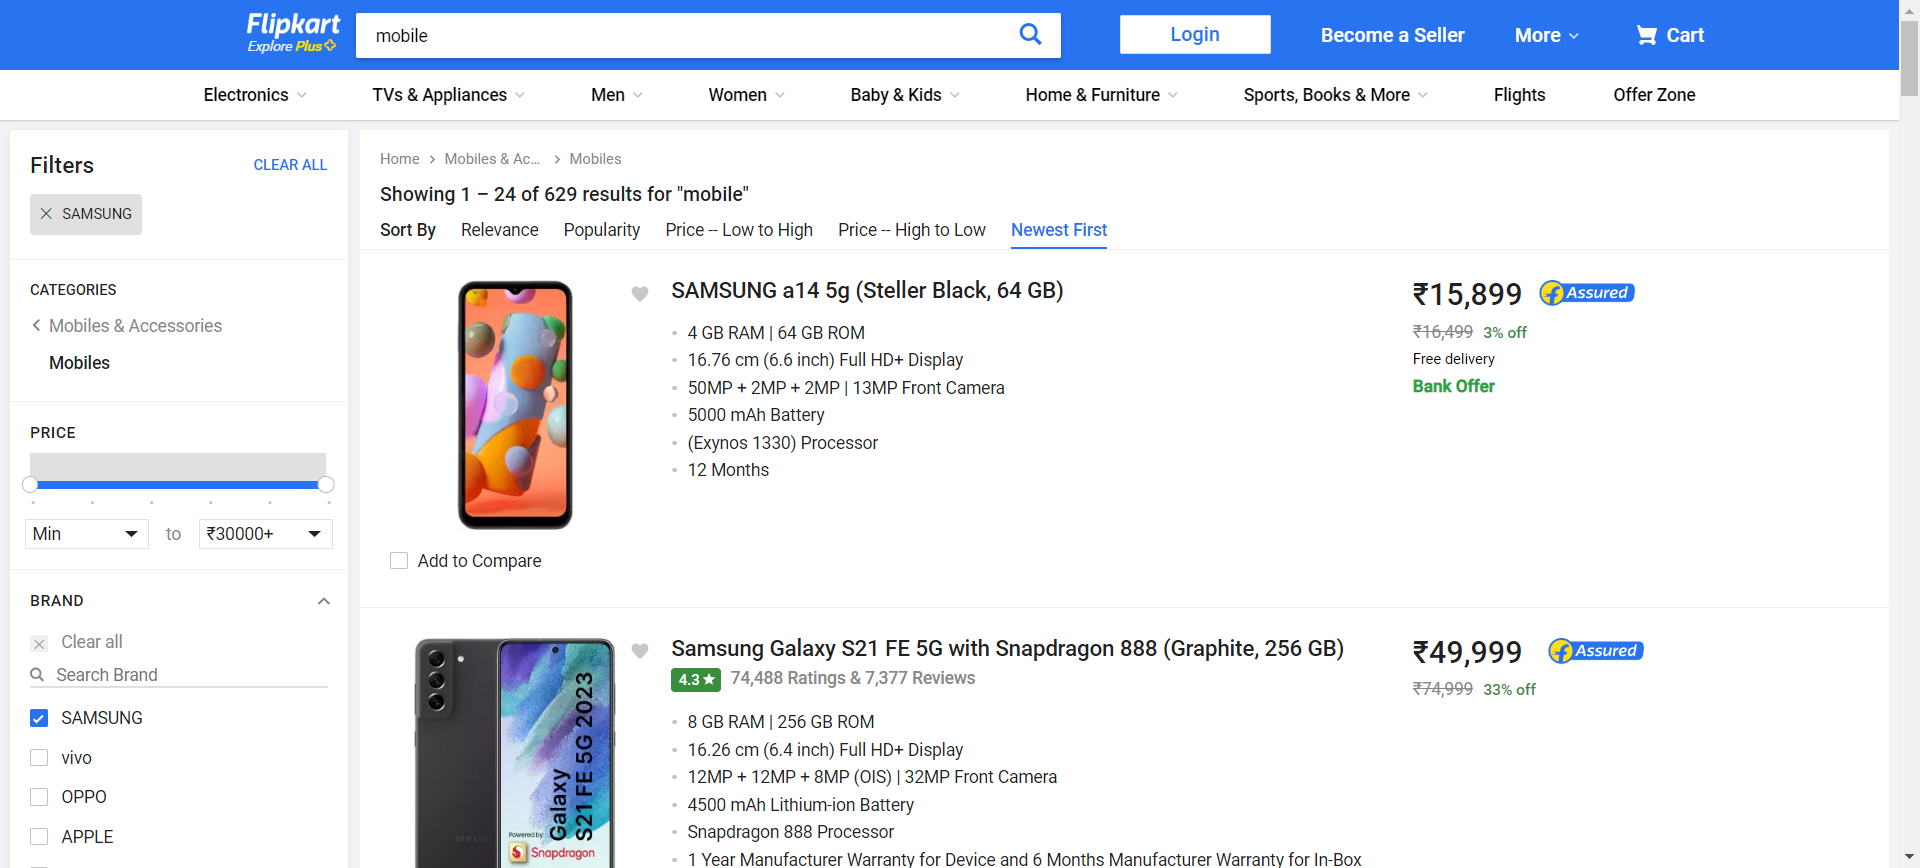 Flipkart
Explore Plus
mobile
Login
Become a Seller
More
Cart
Electronics
TVs & Appliances
Men
Women
Baby & Kids
Home & Furniture
Sports, Books & More
Flights
Offer Zone
Filters
CLEAR ALL
SAMSUNG
CATEGORIES
Mobiles & Accessories
Mobiles
PRICE
Min
to
₹30000+
BRAND
Clear all
Search Brand
SAMSUNG
vivo
OPPO
APPLE
Home
Mobiles & Ac...
Mobiles
Showing 1 – 24 of 629 results for "mobile"
Sort By
Relevance
Popularity
Price -- Low to High
Price -- High to Low
Newest First
SAMSUNG a14 5g (Steller Black, 64 GB)
4 GB RAM | 64 GB ROM
16.76 cm (6.6 inch) Full HD+ Display
50MP + 2MP + 2MP | 13MP Front Camera
5000 mAh Battery
(Exynos 1330) Processor
12 Months
₹15,899
Assured
₹16,499 3% off
Free delivery
Bank Offer
Add to Compare
Galaxy
S21 FE 5G 2023
SAMSUNG
Powered by
Snapdragon
Samsung Galaxy S21 FE 5G with Snapdragon 888 (Graphite, 256 GB)
4.3
74,488 Ratings & 7,377 Reviews
8 GB RAM | 256 GB ROM
16.26 cm (6.4 inch) Full HD+ Display
12MP + 12MP + 8MP (OIS) | 32MP Front Camera
4500 mAh Lithium-ion Battery
Snapdragon 888 Processor
1 Year Manufacturer Warranty for Device and 6 Months Manufacturer Warranty for In-Box
₹49,999
Assured
₹74,999 33% off